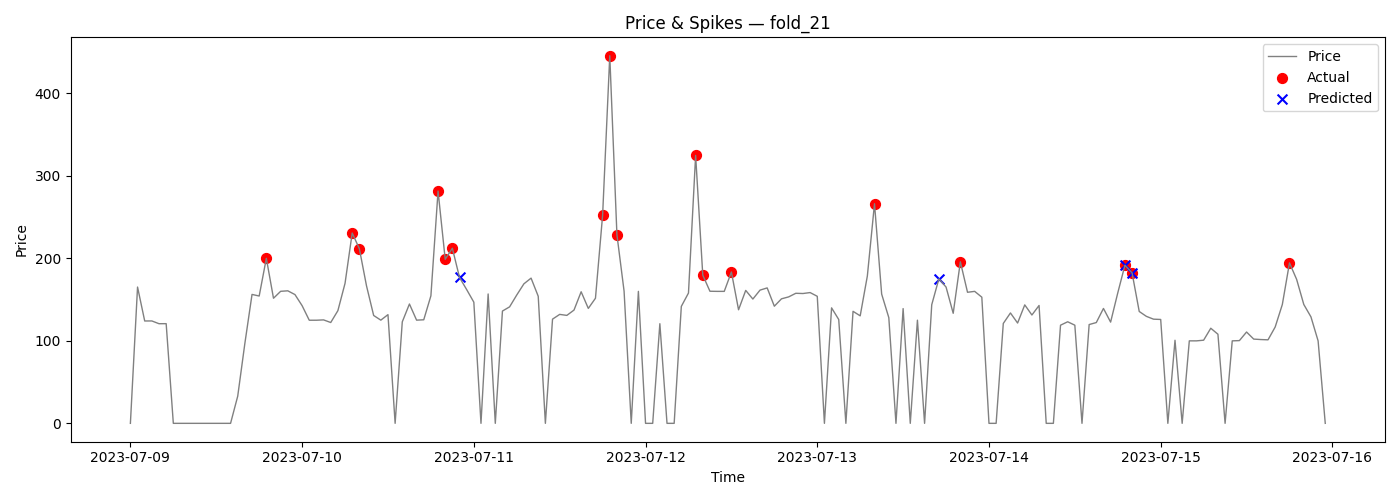 Price & Spikes — fold_21
Price
Actual
Predicted
400
300
200
100
0
Price
2023-07-09
2023-07-10
2023-07-11
2023-07-12
2023-07-13
2023-07-14
2023-07-15
2023-07-16
Time